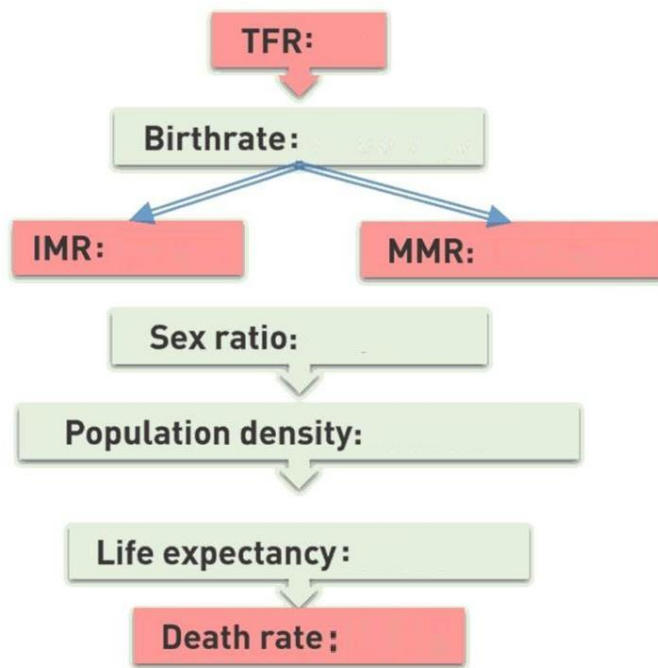 TFR:
Birthrate:
IMR:
MMR:
Sex ratio:
Population density:
Life expectancy:
Death rate: